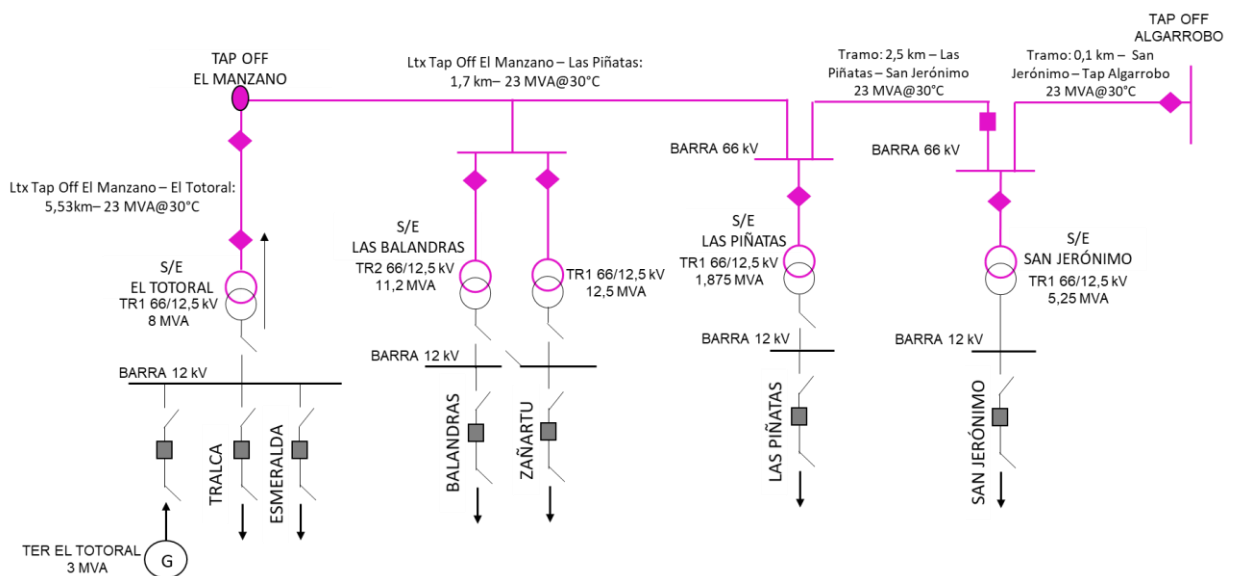 TAP OFF
ALGARROBO
TAP OFF
EL MANZANO
Ltx Tap Off El Manzano – Las Piñatas:
1,7 km– 23 MVA@30°C
Tramo: 2,5 km – Las
Piñatas – San Jerónimo
23 MVA@30°C
Tramo: 0,1 km – San
Jerónimo – Tap Algarrobo
23 MVA@30°C
BARRA 66 kV
BARRA 66 kV
Ltx Tap Off El Manzano – El Totoral:
5,53km– 23 MVA@30°C
S/E
EL TOTORAL
TR1 66/12,5 kV
8 MVA
S/E
LAS BALANDRAS
TR2 66/12,5 kV
11,2 MVA
TR1 66/12,5 kV
12,5 MVA
S/E
LAS PIÑATAS
TR1 66/12,5 kV
1,875 MVA
S/E
SAN JERÓNIMO
TR1 66/12,5 kV
5,25 MVA
BARRA 12 kV
BARRA 12 kV
BARRA 12 kV
BARRA 12 kV
TRALCA
ESMERALDA
BALANDRAS
ZAÑARTU
LAS PIÑATAS
SAN JERÓNIMO
TER EL TOTORAL
3 MVA
G